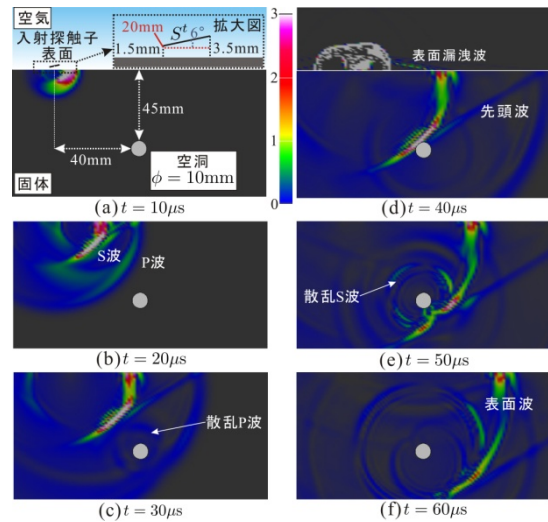 空気
入射探触子
表面
拡大図
20mm
Sᵗ 6°
1.5mm
3.5mm
45mm
40mm
空洞
φ = 10mm
固体
(a) t = 10μs
3
2
1
0
表面漏洩波
先頭波
(d) t = 40μs
S波
P波
(b) t = 20μs
散乱S波
(e) t = 50μs
散乱P波
(c) t = 30μs
表面波
(f) t = 60μs